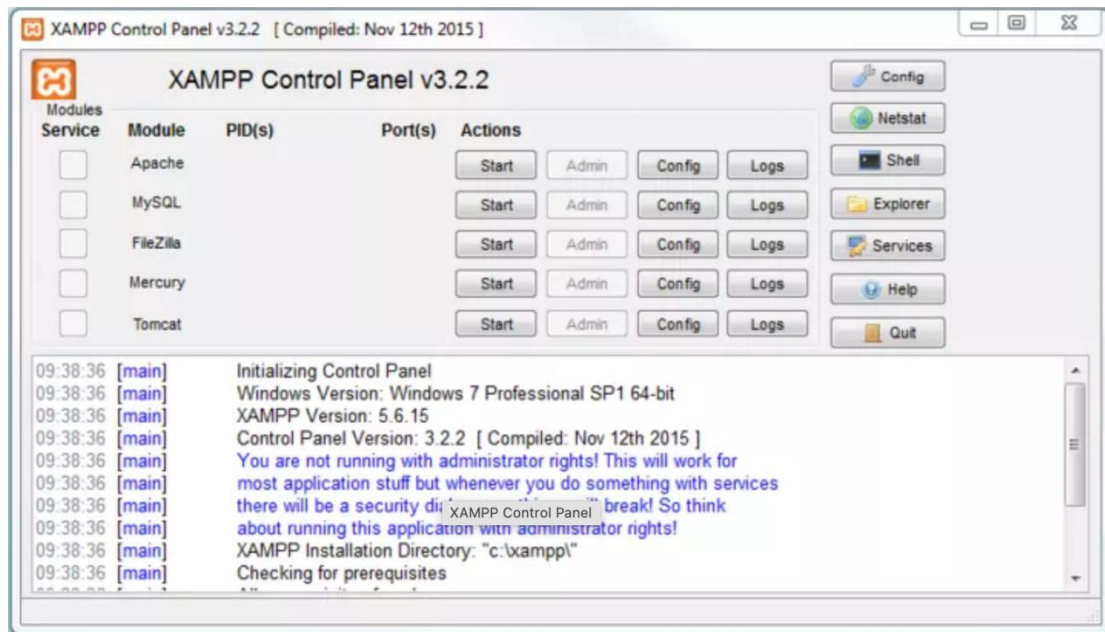 XAMPP Control Panel v3.2.2 [ Compiled: Nov 12th 2015 ]
XAMPP Control Panel v3.2.2
Config
Modules
Service Module PID(s) Port(s) Actions
Netstat
Apache Start Admin Config Logs
Shell
MySQL Start Admin Config Logs
Explorer
FileZilla Start Admin Config Logs
Services
Mercury Start Admin Config Logs
Help
Tomcat Start Admin Config Logs
Quit
09:38:36 [main] Initializing Control Panel
09:38:36 [main] Windows Version: Windows 7 Professional SP1 64-bit
09:38:36 [main] XAMPP Version: 5.6.15
09:38:36 [main] Control Panel Version: 3.2.2 [ Compiled: Nov 12th 2015 ]
09:38:36 [main] You are not running with administrator rights! This will work for
09:38:36 [main] most application stuff but whenever you do something with services
09:38:36 [main] there will be a security break! So think
XAMPP Control Panel
09:38:36 [main] about running this application with administrator rights!
09:38:36 [main] XAMPP Installation Directory: "c:\xampp\"
09:38:36 [main] Checking for prerequisites